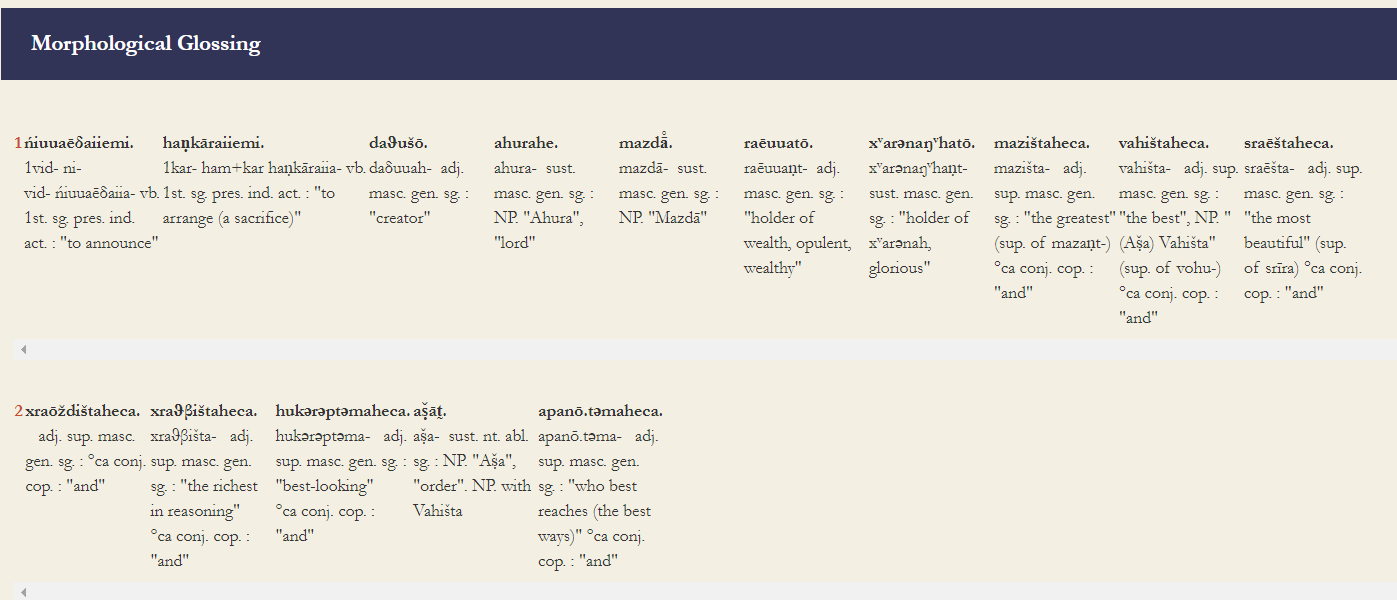 Morphological Glossing
1 ńiuuaēδaiiemi. haṇkāraiiemi. daϑušō. ahurahe. mazdā̊. raēuuatō. xᵛarənaŋᵛhatō. mazištaheca. vahištaheca. sraēštaheca.
1vid- ni- 1kar- ham+kar haṇkāraiia- vb. daδuuah- adj. ahura- sust. mazdā- sust. raēuuaṇt- adj. xᵛarənaŋᵛhaṇt- mazišta- adj. vahišta- adj. sup. sraēšta- adj. sup.
vid- ńiuuaēδaiia- vb. 1st. sg. pres. ind. act. : "to masc. gen. sg. : masc. gen. sg. : masc. gen. sg. : masc. gen. sg. : sust. masc. gen. sup. masc. gen. masc. gen. sg. : masc. gen. sg. :
1st. sg. pres. ind. arrange (a sacrifice)" "creator" NP. "Ahura", NP. "Mazdā" "holder of sg. : "holder of sg. : "the greatest" "the best", NP. " "the most
act. : "to announce" "lord" wealth, opulent, xᵛarənah, (sup. of mazaṇt-) (Aṣ̌a) Vahišta" beautiful" (sup.
wealthy" glorious" °ca conj. cop. : (sup. of vohu-) of srīra) °ca conj.
"and" °ca conj. cop. : cop. : "and"
"and"
2 xraōždištaheca. xraϑβištaheca. hukərəptəmaheca. aṣ̌āt̰. apanō.təmaheca.
adj. sup. masc. xraϑβišta- adj. hukərəptəma- adj. aṣ̌a- sust. nt. abl. apanō.təma- adj.
gen. sg. : °ca conj. sup. masc. gen. sup. masc. gen. sg. : sg. : NP. "Aṣ̌a", sup. masc. gen.
cop. : "and" sg. : "the richest "best-looking" "order". NP. with sg. : "who best
in reasoning" °ca conj. cop. : Vahišta reaches (the best
°ca conj. cop. : "and" ways)" °ca conj.
"and" cop. : "and"